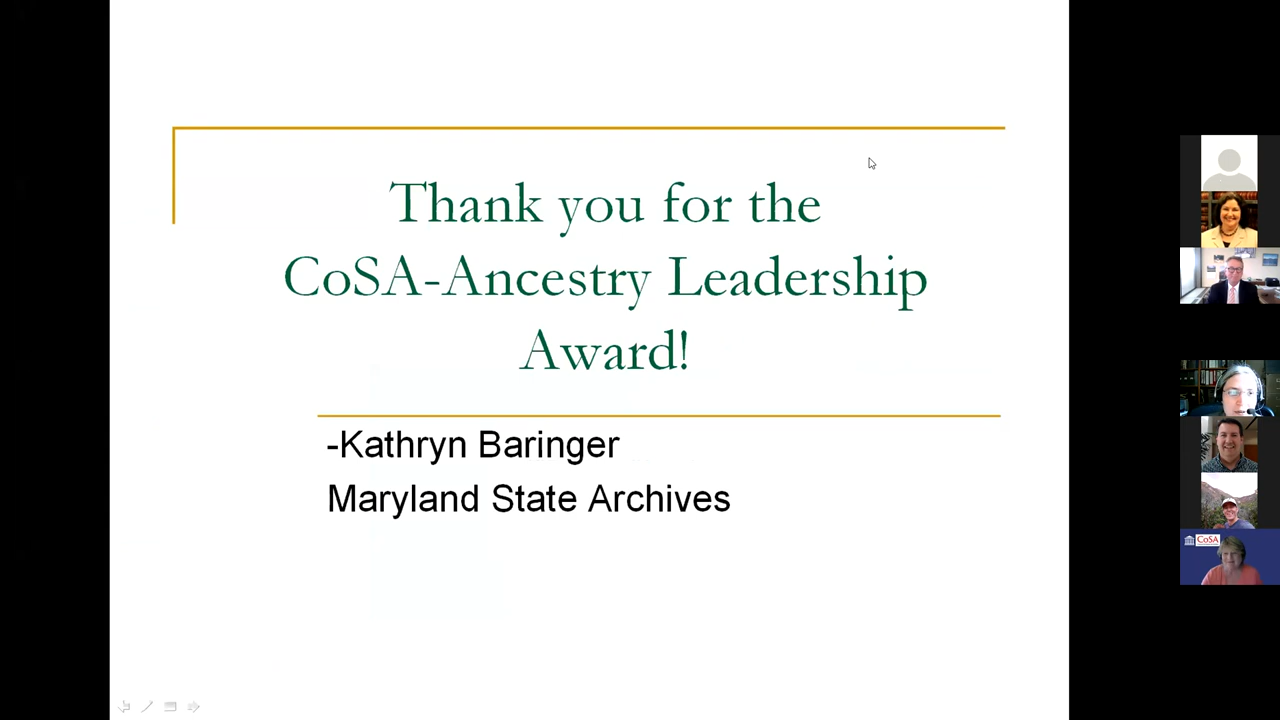 Thank you for the
CoSA-Ancestry Leadership
Award!
-Kathryn Baringer
Maryland State Archives
CoSA